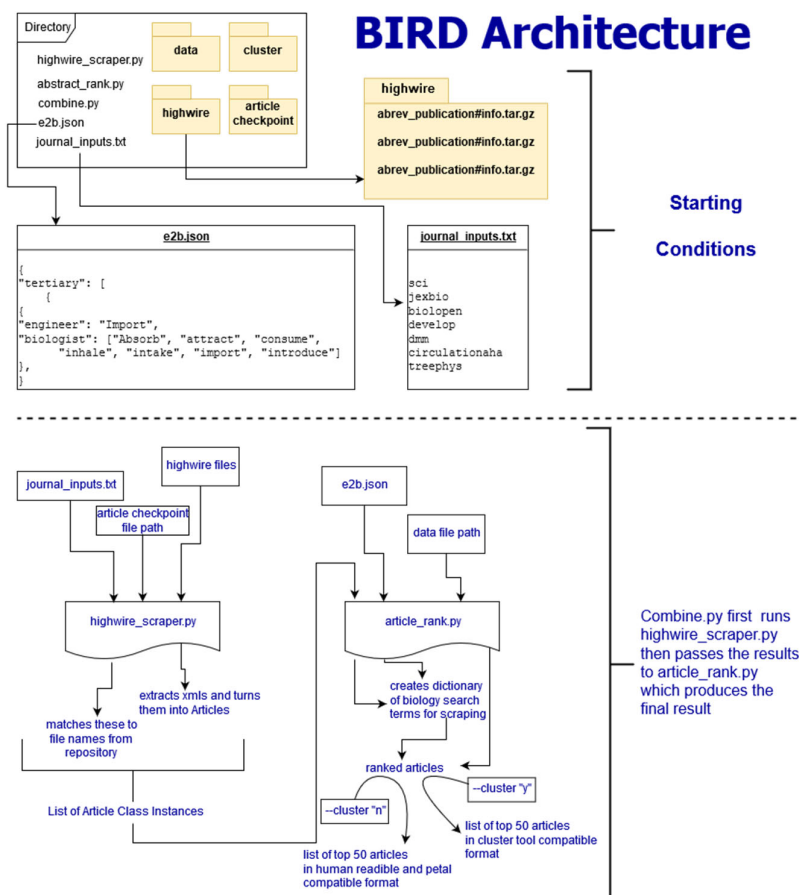 BIRD Architecture
Directory
highwire_scraper.py
abstract_rank.py
combine.py
e2b.json
journal_inputs.txt
data
cluster
highwire
article
checkpoint
highwire
abrev_publication#info.tar.gz
abrev_publication#info.tar.gz
abrev_publication#info.tar.gz
Starting
Conditions
e2b.json
{
"tertiary": [
{
{
"engineer": "Import",
"biologist": ["Absorb", "attract", "consume",
"inhale", "intake", "import", "introduce"]
},
}
journal_inputs.txt
sci
jexbio
biolopen
develop
dmm
circulationaha
treephys
journal_inputs.txt
highwire files
article checkpoint
file path
highwire_scraper.py
matches these to
file names from
repository
extracts xmls and turns
them into Articles
List of Article Class Instances
e2b.json
data file path
article_rank.py
creates dictionary
of biology search
terms for scraping
ranked articles
--cluster "n"
--cluster "y"
list of top 50 articles
in human readible and petal
compatible format
list of top 50 articles
in cluster tool compatible
format
Combine.py first runs
highwire_scraper.py
then passes the results
to article_rank.py
which produces the
final result